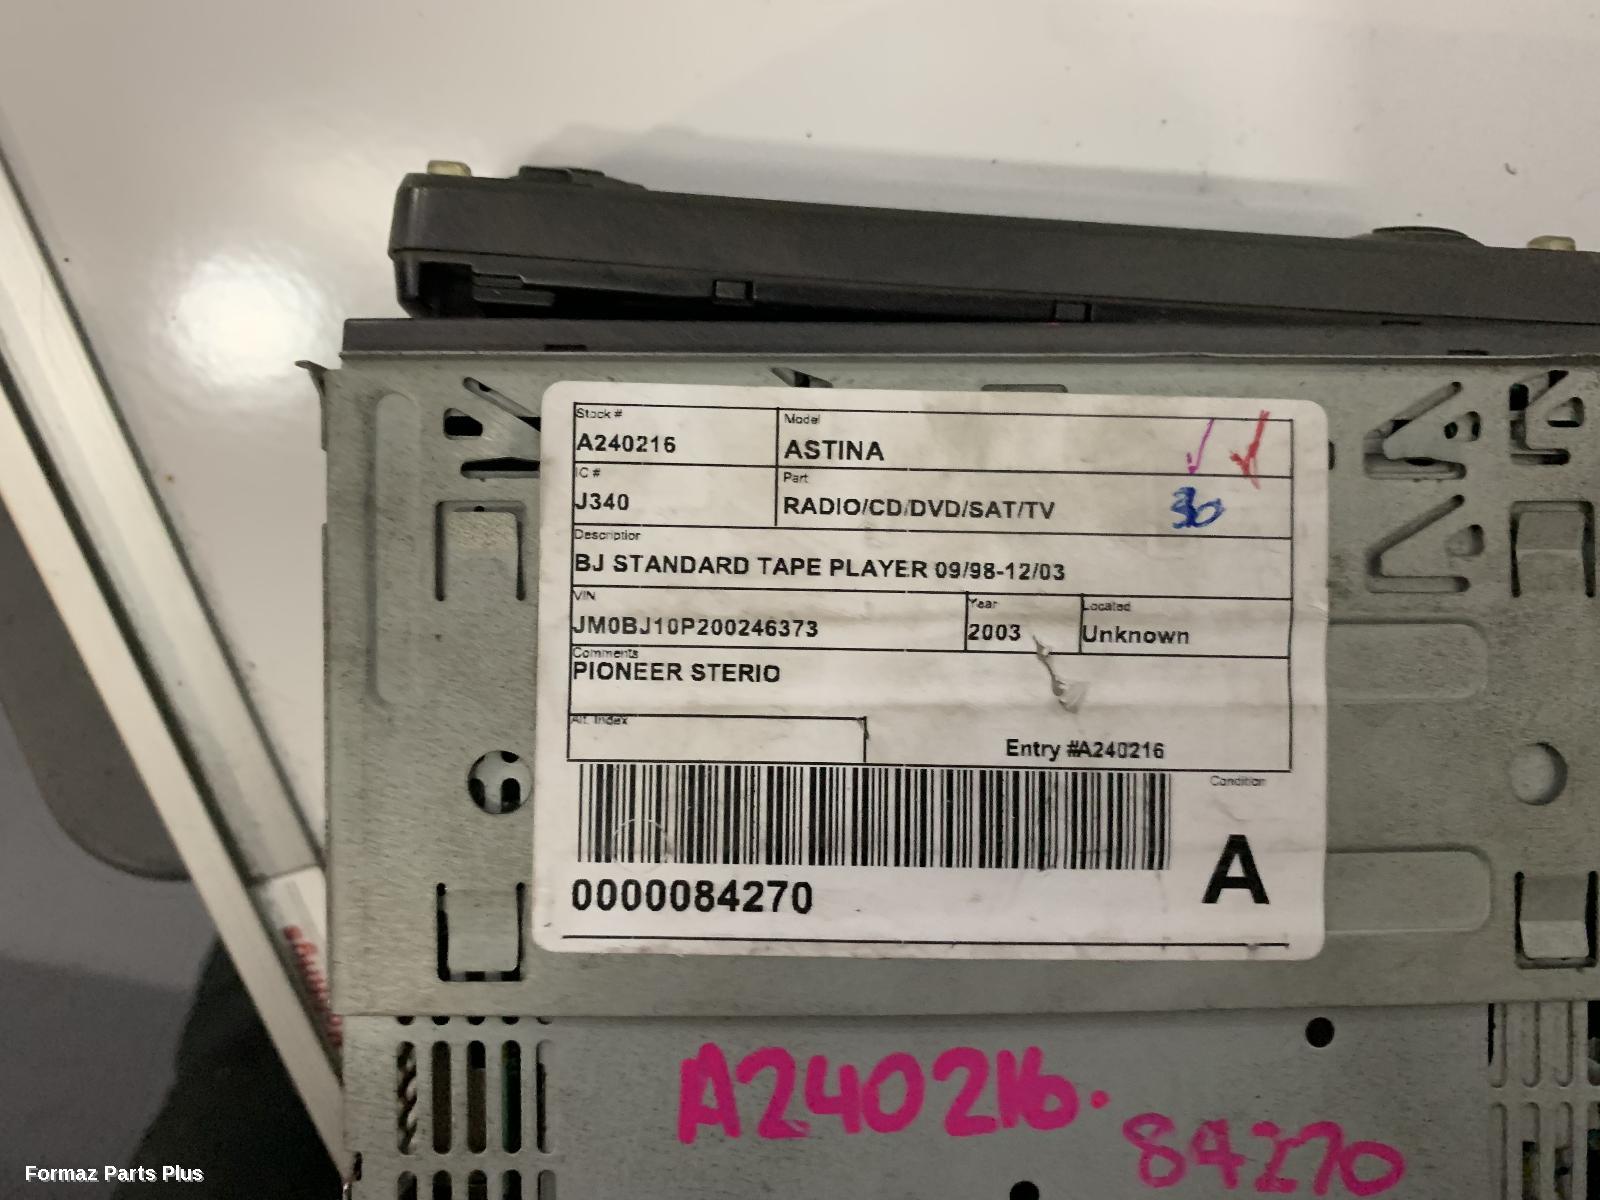 Stock #
A240216
Model
ASTINA
IC #
J340
Part
RADIO/CD/DVD/SAT/TV
30
Description
BJ STANDARD TAPE PLAYER 09/98-12/03
VIN
JM0BJ10P200246373
Year
2003
Located
Unknown
Comments
PIONEER STERIO
Alt. Index
Entry #A240216
Condition
A
0000084270
A240216.
84270
Formaz Parts Plus